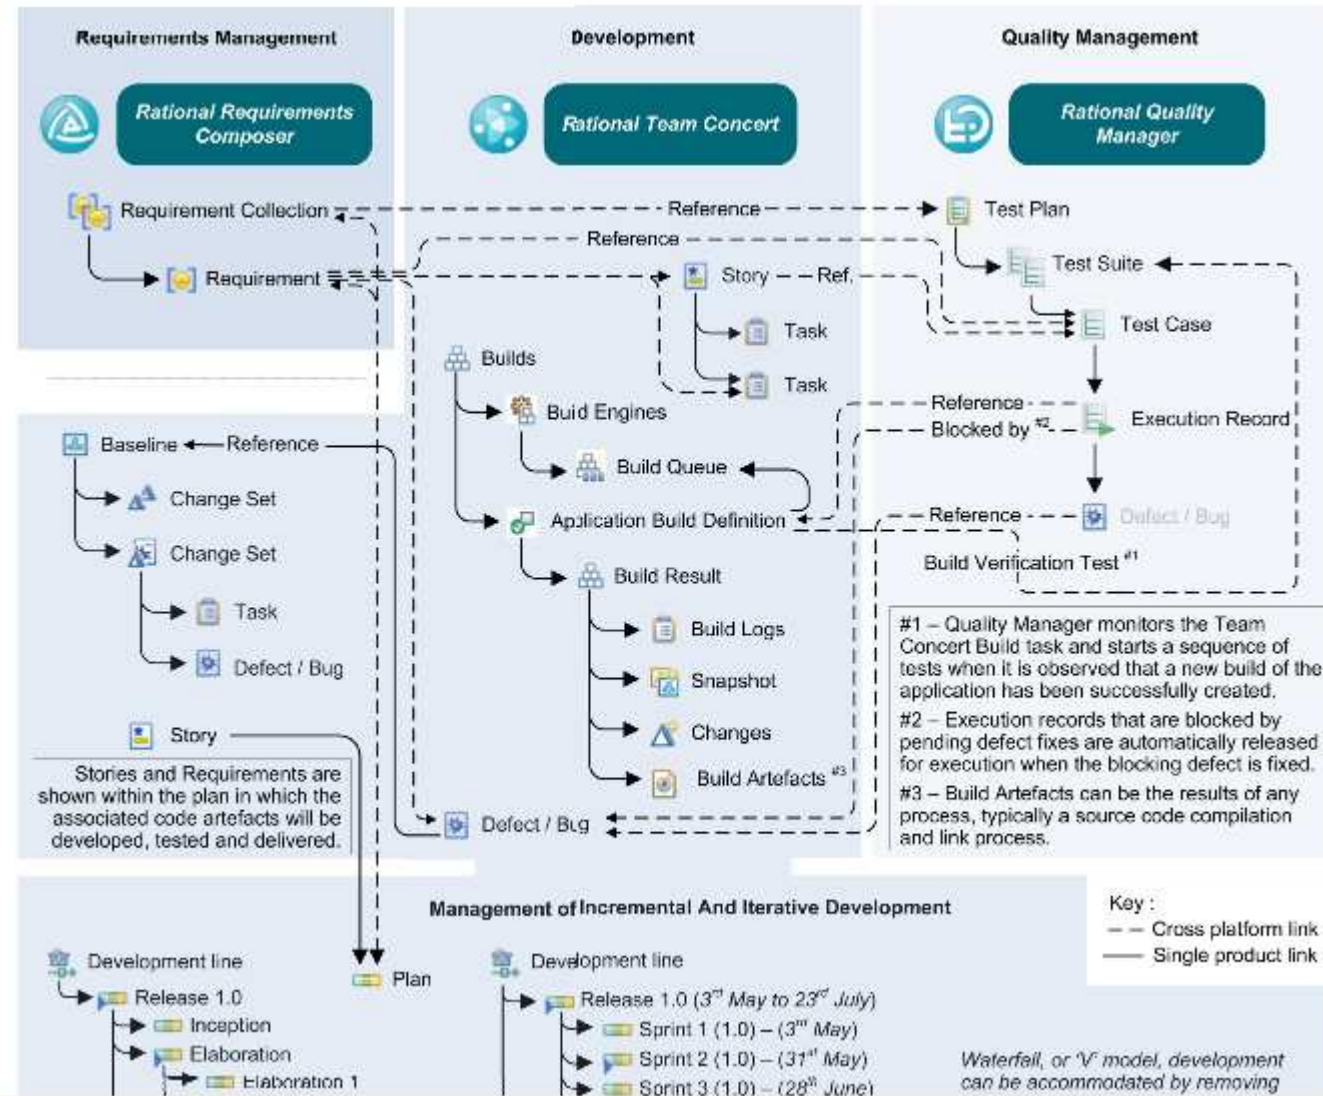 Requirements Management
Development
Quality Management
Rational Requirements
Composer
Rational Team Concert
Rational Quality
Manager
Requirement Collection
Reference
Test Plan
Reference
Requirement
Story
Ref.
Test Suite
Task
Test Case
Builds
Task
Build Engines
Reference
Blocked by #2
Execution Record
Baseline
Reference
Build Queue
Change Set
Application Build Definition
Reference
Defect / Bug
Change Set
Build Result
Build Verification Test #1
Task
Build Logs
Defect / Bug
Snapshot
Story
Changes
Build Artefacts #3
Stories and Requirements are
shown within the plan in which the
associated code artefacts will be
developed, tested and delivered.
Defect / Bug
#1 – Quality Manager monitors the Team
Concert Build task and starts a sequence of
tests when it is observed that a new build of the
application has been successfully created.
#2 – Execution records that are blocked by
pending defect fixes are automatically released
for execution when the blocking defect is fixed.
#3 – Build Artefacts can be the results of any
process, typically a source code compilation
and link process.
Management of Incremental And Iterative Development
Key :
Cross platform link
Single product link
Development line
Plan
Release 1.0
Inception
Elaboration
Elaboration 1
Development line
Release 1.0 (3rd May to 23rd July)
Sprint 1 (1.0) – (3rd May)
Sprint 2 (1.0) – (31st May)
Sprint 3 (1.0) – (28th June)
Waterfall, or 'V' model, development
can be accommodated by removing